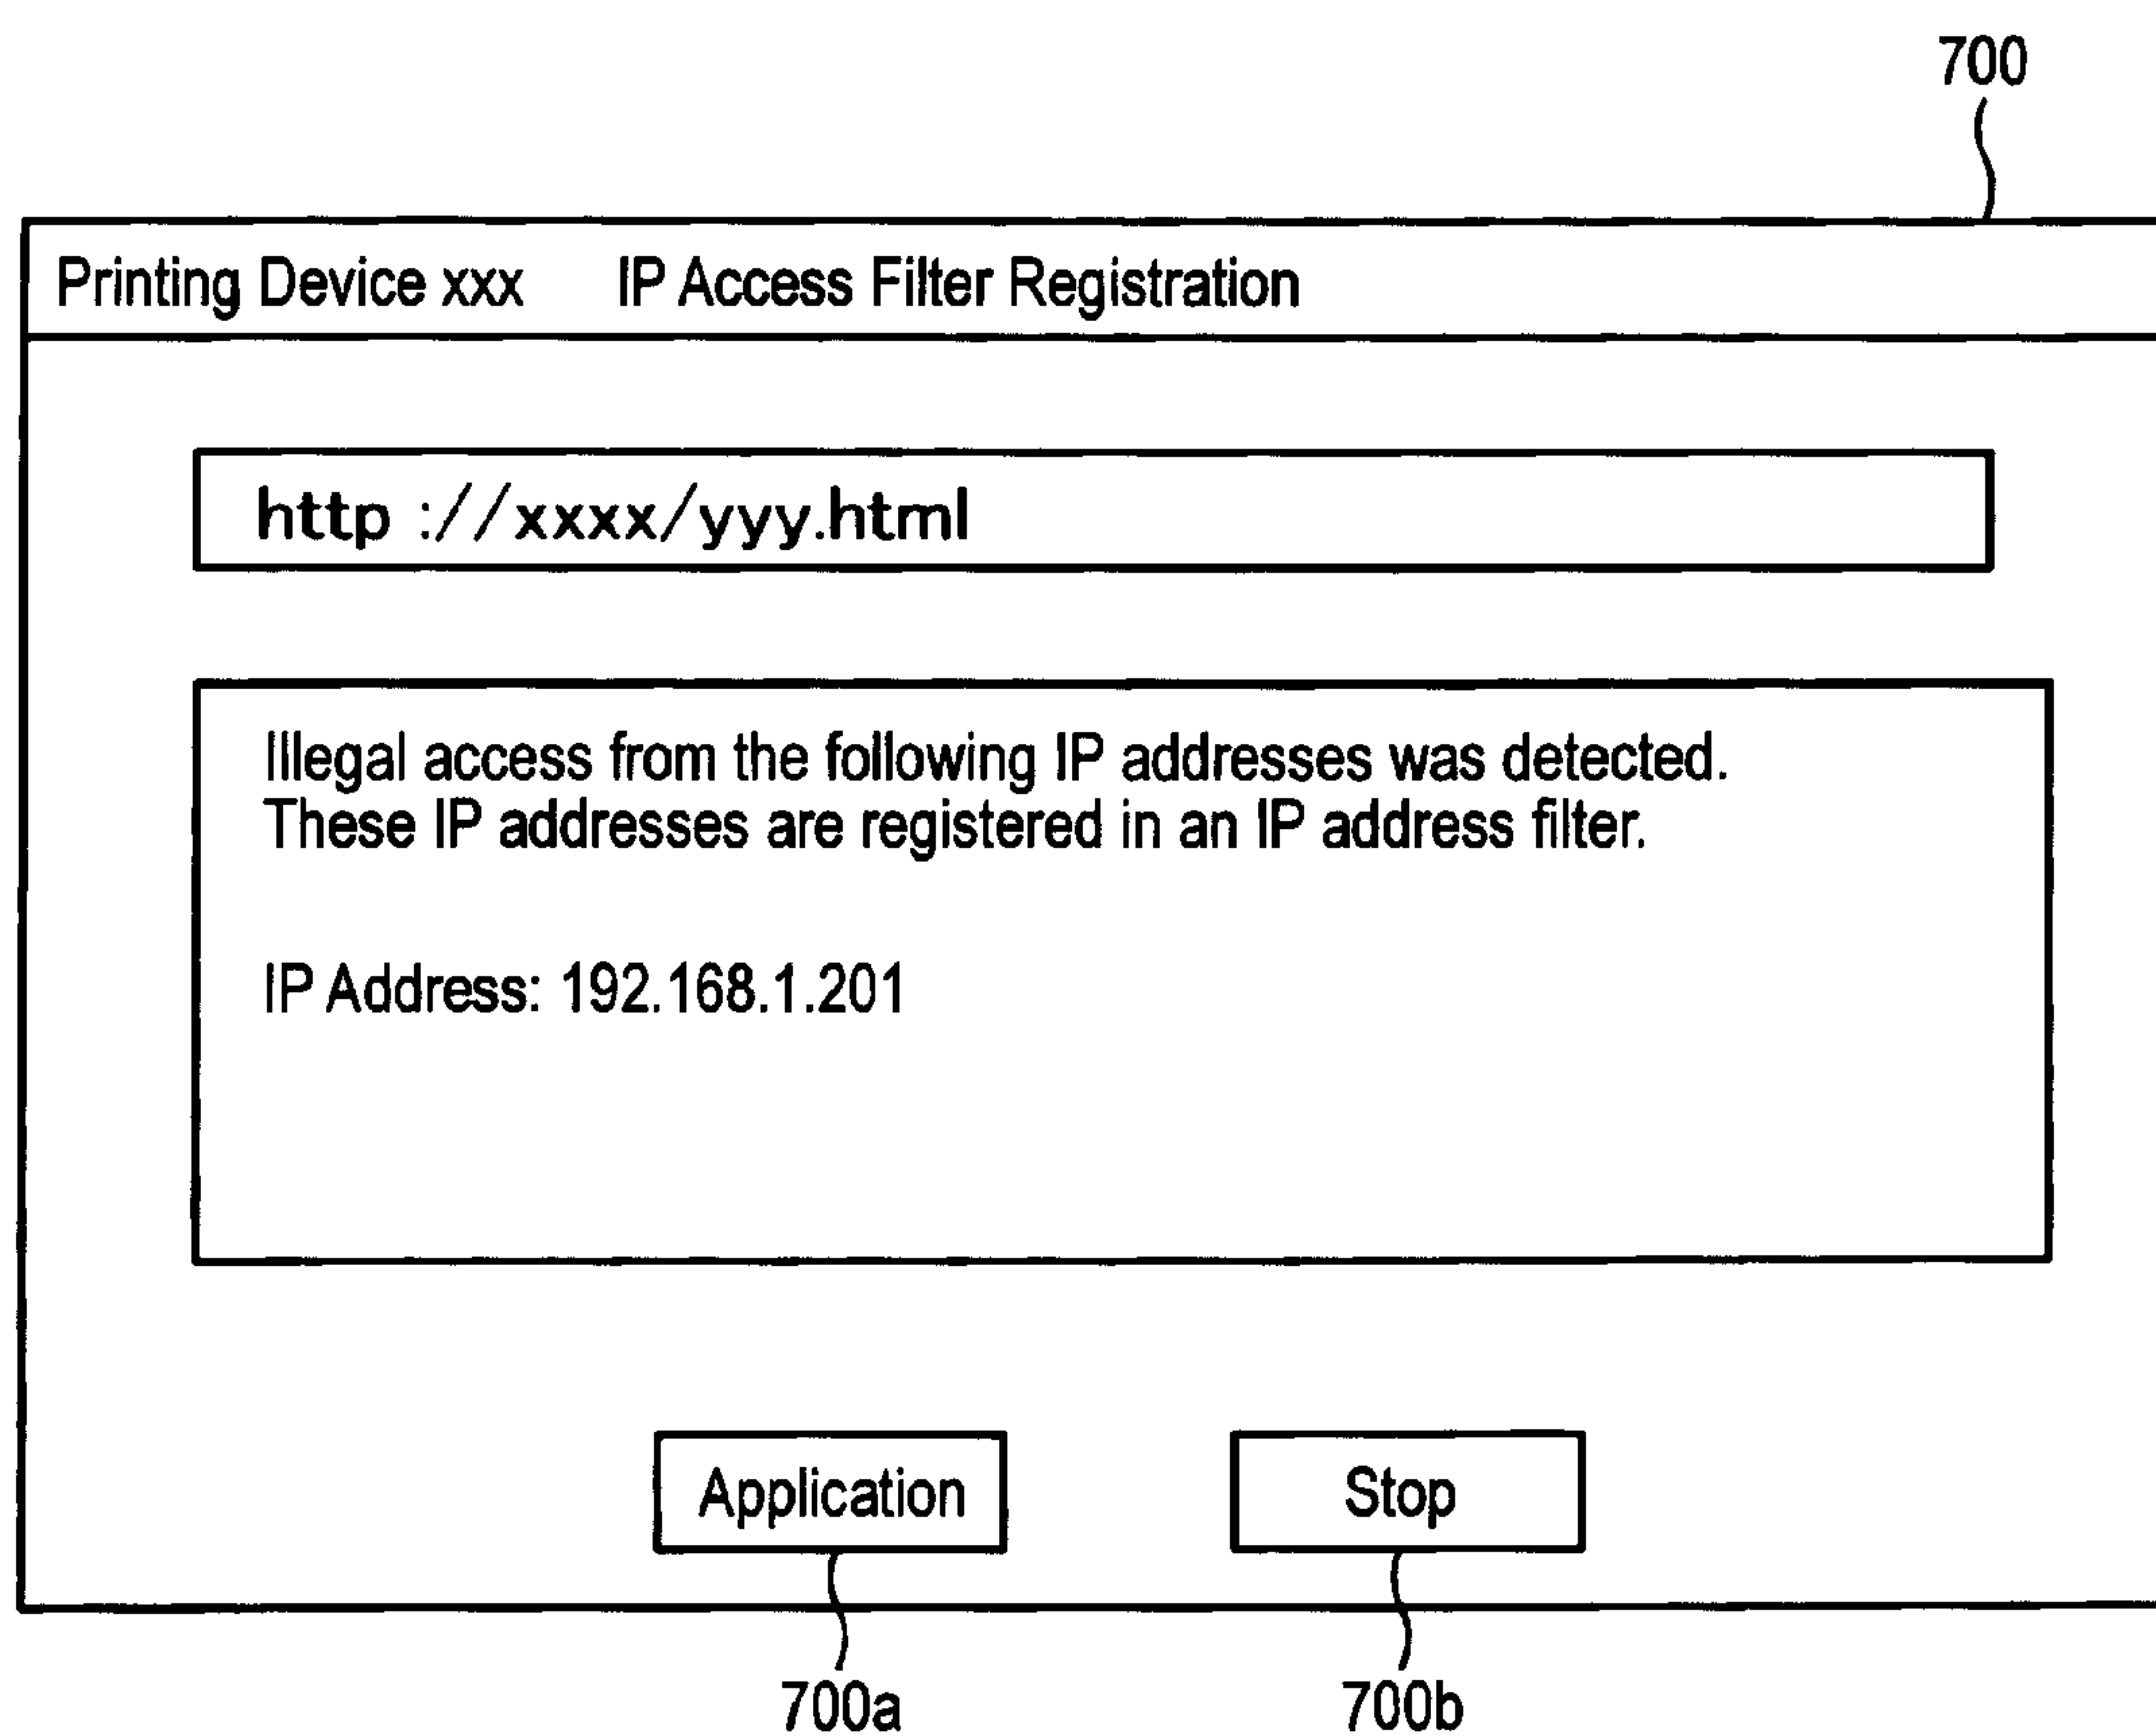 700
Printing Device xxx IP Access Filter Registration
http ://xxxx/yyy.html
Illegal access from the following IP addresses was detected.
These IP addresses are registered in an IP address filter.
IP Address: 192.168.1.201
Application Stop
700a 700b